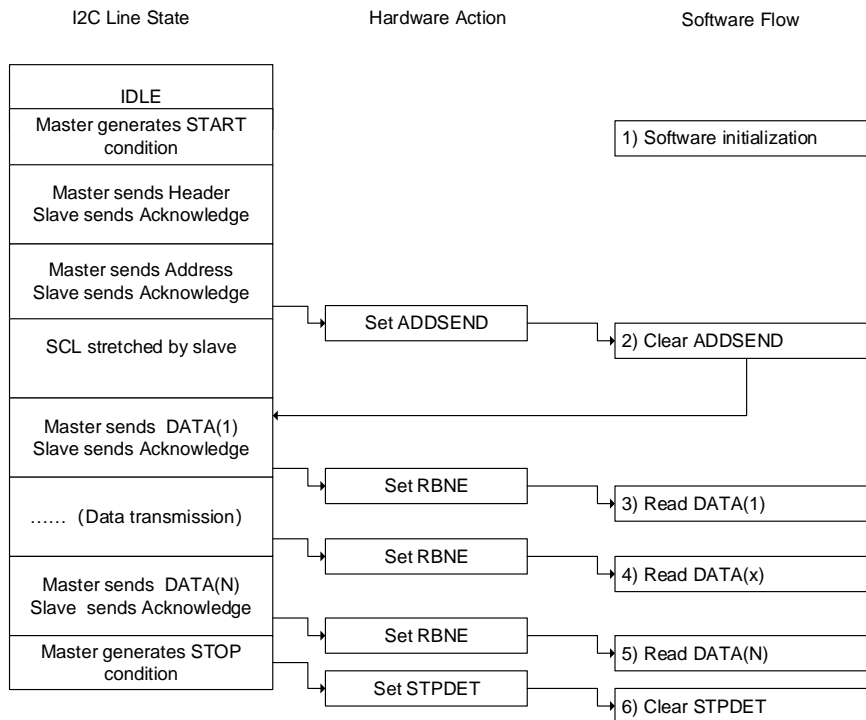 I2C Line State
Hardware Action
Software Flow
IDLE
Master generates START
condition
1) Software initialization
Master sends Header
Slave sends Acknowledge
Master sends Address
Slave sends Acknowledge
Set ADDSEND
2) Clear ADDSEND
SCL stretched by slave
Master sends DATA(1)
Slave sends Acknowledge
Set RBNE
3) Read DATA(1)
…… (Data transmission)
Set RBNE
4) Read DATA(x)
Master sends DATA(N)
Slave sends Acknowledge
Set RBNE
5) Read DATA(N)
Master generates STOP
condition
Set STPDET
6) Clear STPDET